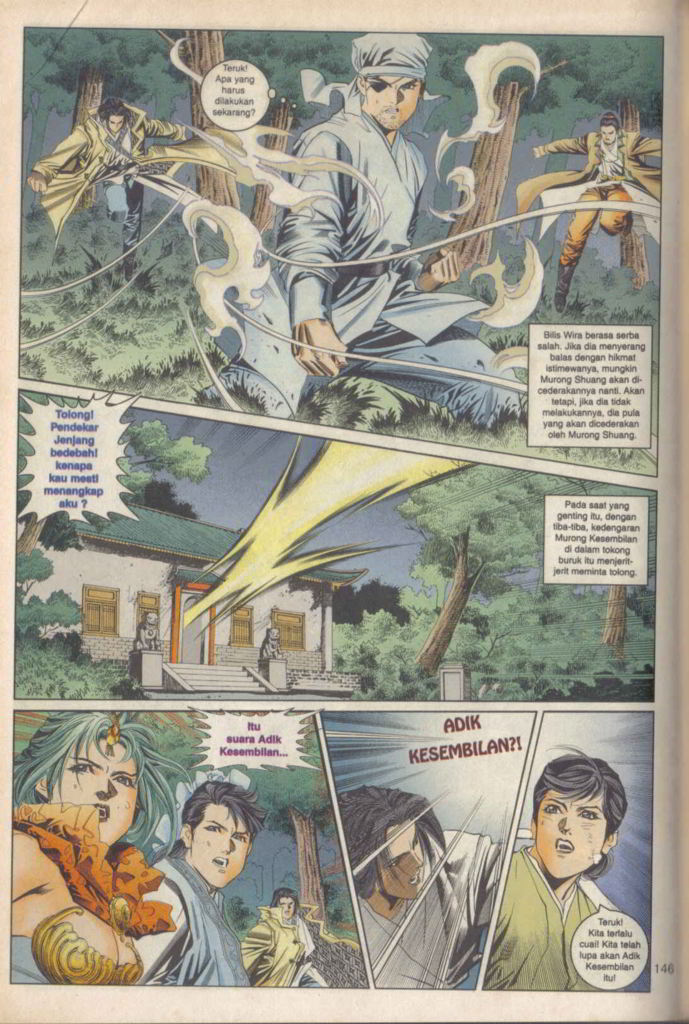 Teruk!
Apa yang
harus
dilakukan
sekarang?
Bilis Wira berasa serba
salah. Jika dia menyerang
balas dengan hikmat
istimewanya, mungkin
Murong Shuang akan di-
cederakannya nanti. Akan
tetapi, jika dia tidak
melakukannya, dia pula
yang akan dicederakan
oleh Murong Shuang.
Tolong!
Pendekar
Jenjang
bedebah!
kenapa
kau mesti
menangkap
aku ?
Pada saat yang
genting itu, dengan
tiba-tiba, kedengaran
Murong Kesembilan
di dalam tokong
buruk itu menjerit-
jerit meminta tolong.
Itu
suara Adik
Kesembilan...
ADIK
KESEMBILAN?!
Teruk!
Kita terlalu
cuai! Kita telah
lupa akan Adik
Kesembilan
itu!
146